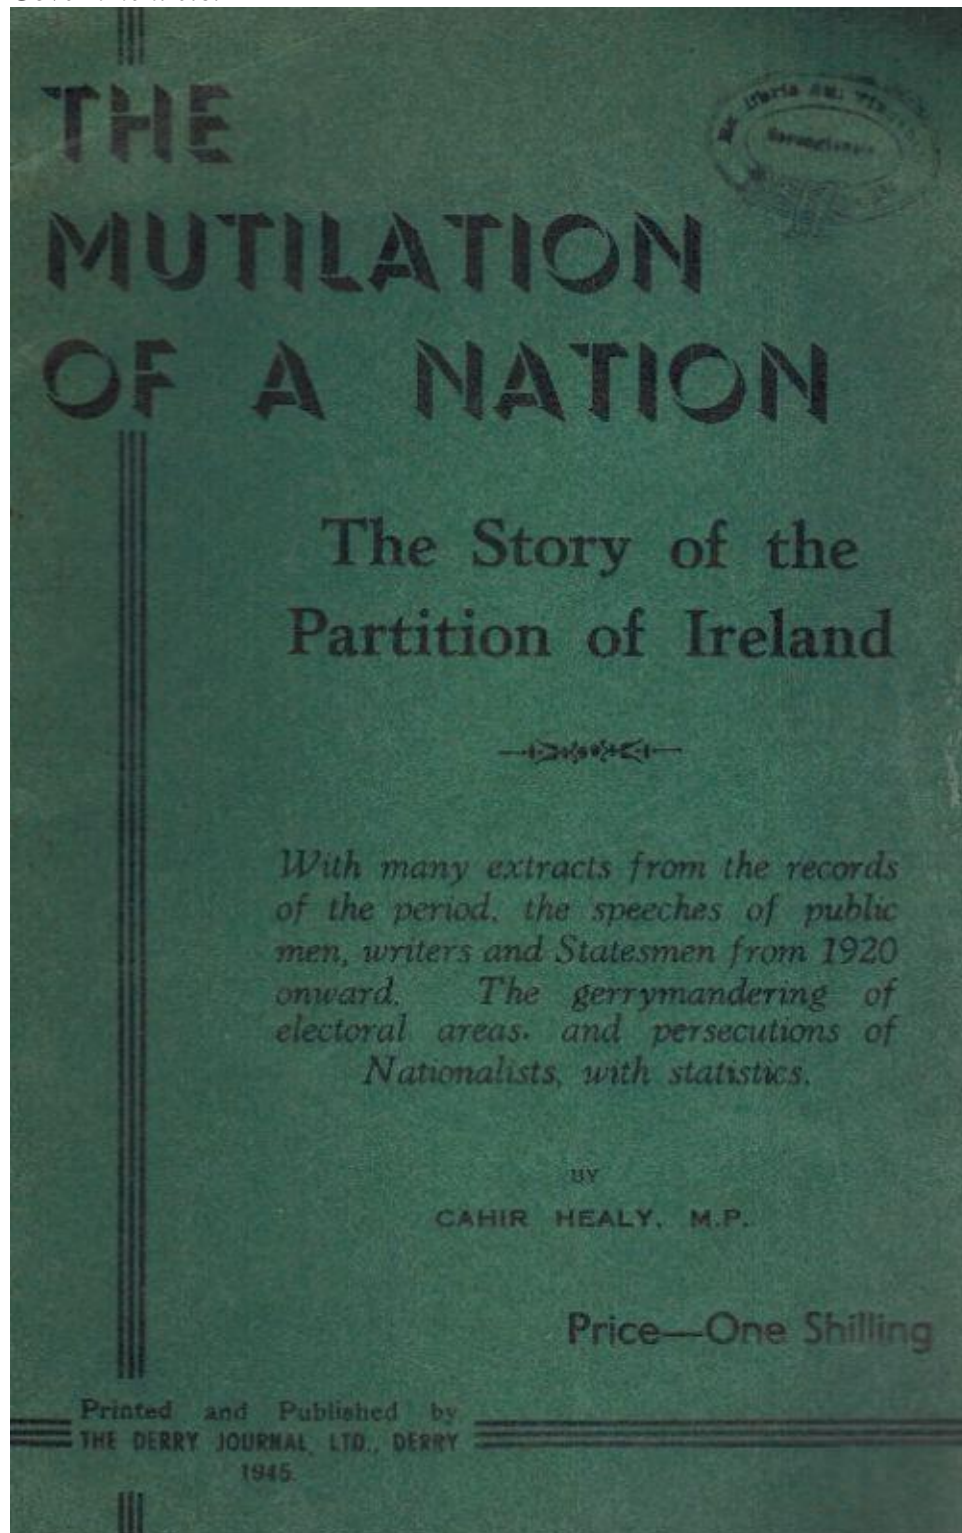 THE
MUTILATION
OF A NATION
The Story of the
Partition of Ireland
With many extracts from the records
of the period, the speeches of public
men, writers and Statesmen from 1920
onward. The gerrymandering of
electoral areas. and persecutions of
Nationalists, with statistics.
BY
CAHIR HEALY, M.P.
Price—One Shilling
Printed and Published by
THE DERRY JOURNAL, LTD., DERRY
1945.